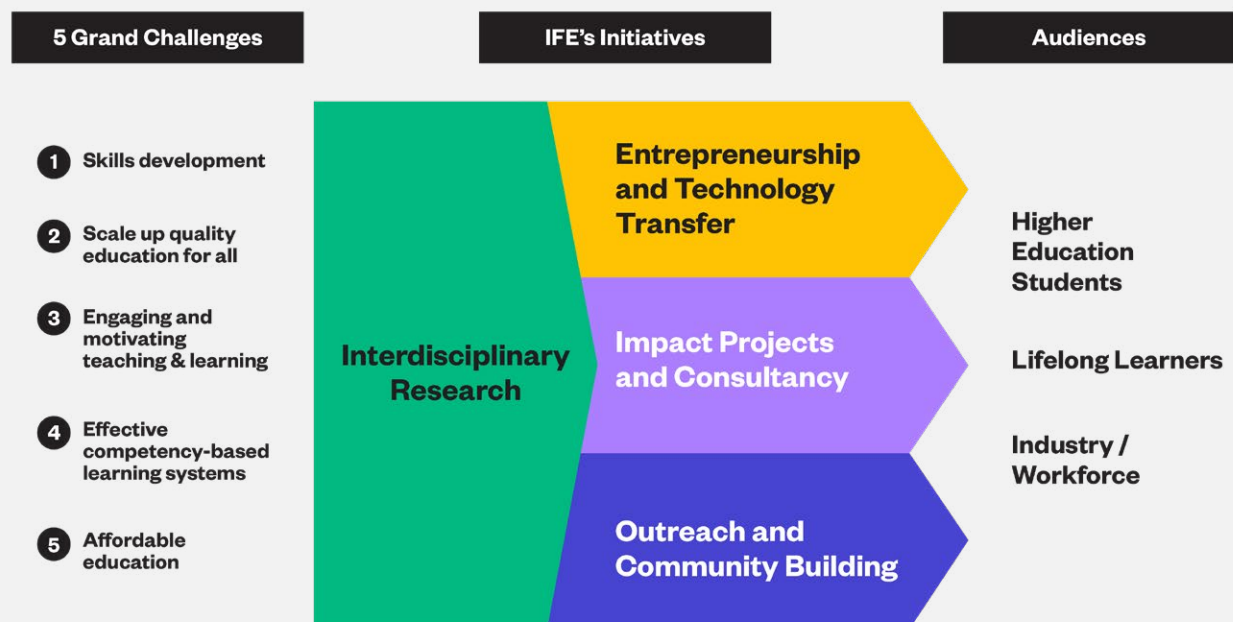 5 Grand Challenges
IFE's Initiatives
Audiences
1 Skills development
2 Scale up quality
education for all
3 Engaging and
motivating
teaching & learning
4 Effective
competency-based
learning systems
5 Affordable
education
Interdisciplinary
Research
Entrepreneurship
and Technology
Transfer
Impact Projects
and Consultancy
Outreach and
Community Building
Higher
Education
Students
Lifelong Learners
Industry /
Workforce